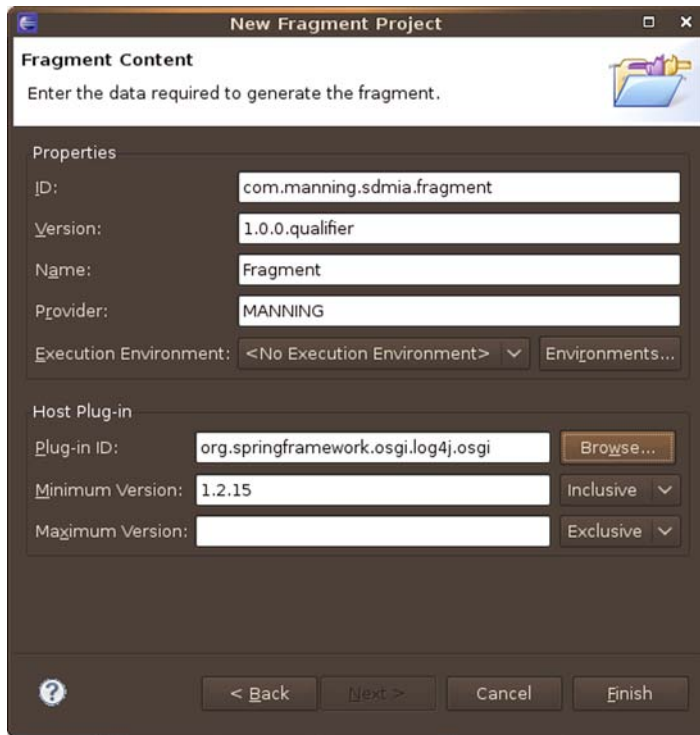 New Fragment Project
Fragment Content
Enter the data required to generate the fragment.
Properties
ID: com.manning.sdmia.fragment
Version: 1.0.0.qualifier
Name: Fragment
Provider: MANNING
Execution Environment: <No Execution Environment> Environments...
Host Plug-in
Plug-in ID: org.springframework.osgi.log4j.osgi Browse...
Minimum Version: 1.2.15 Inclusive
Maximum Version: Exclusive
? < Back Next > Cancel Finish